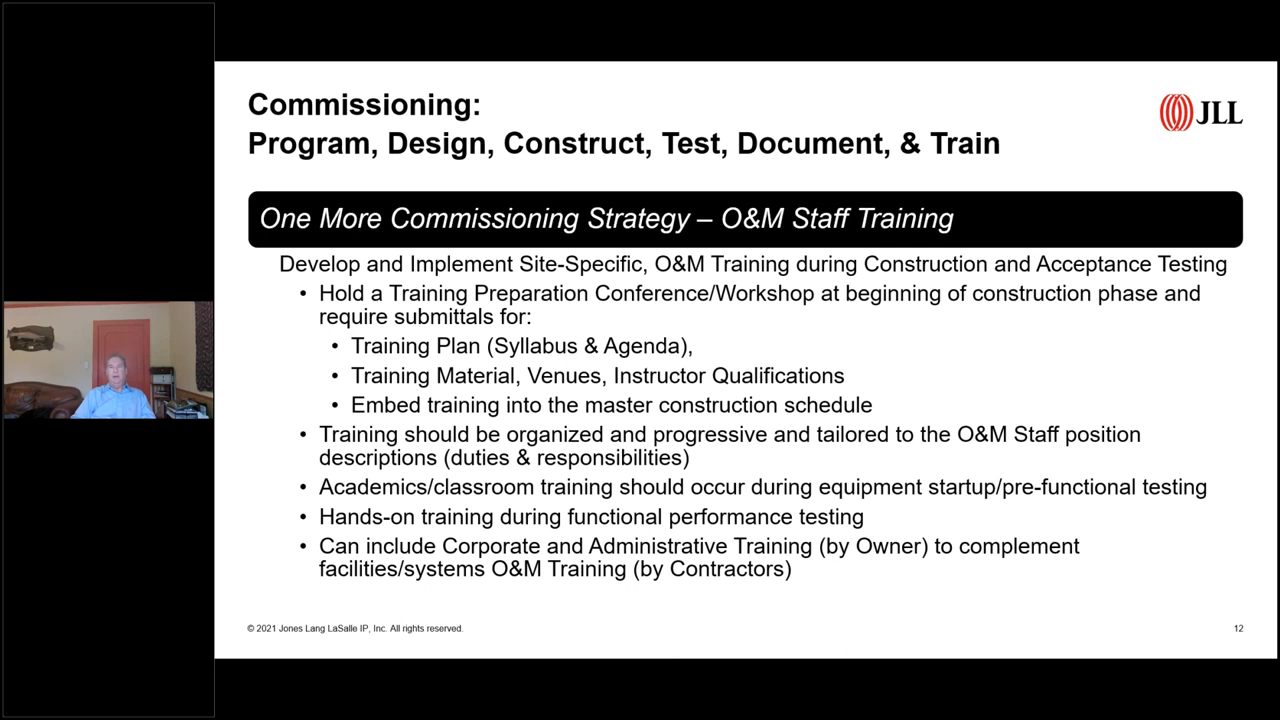 Commissioning:
Program, Design, Construct, Test, Document, & Train
JLL
One More Commissioning Strategy – O&M Staff Training
Develop and Implement Site-Specific, O&M Training during Construction and Acceptance Testing
• Hold a Training Preparation Conference/Workshop at beginning of construction phase and
require submittals for:
• Training Plan (Syllabus & Agenda),
• Training Material, Venues, Instructor Qualifications
• Embed training into the master construction schedule
• Training should be organized and progressive and tailored to the O&M Staff position
descriptions (duties & responsibilities)
• Academics/classroom training should occur during equipment startup/pre-functional testing
• Hands-on training during functional performance testing
• Can include Corporate and Administrative Training (by Owner) to complement
facilities/systems O&M Training (by Contractors)
© 2021 Jones Lang LaSalle IP, Inc. All rights reserved.
12